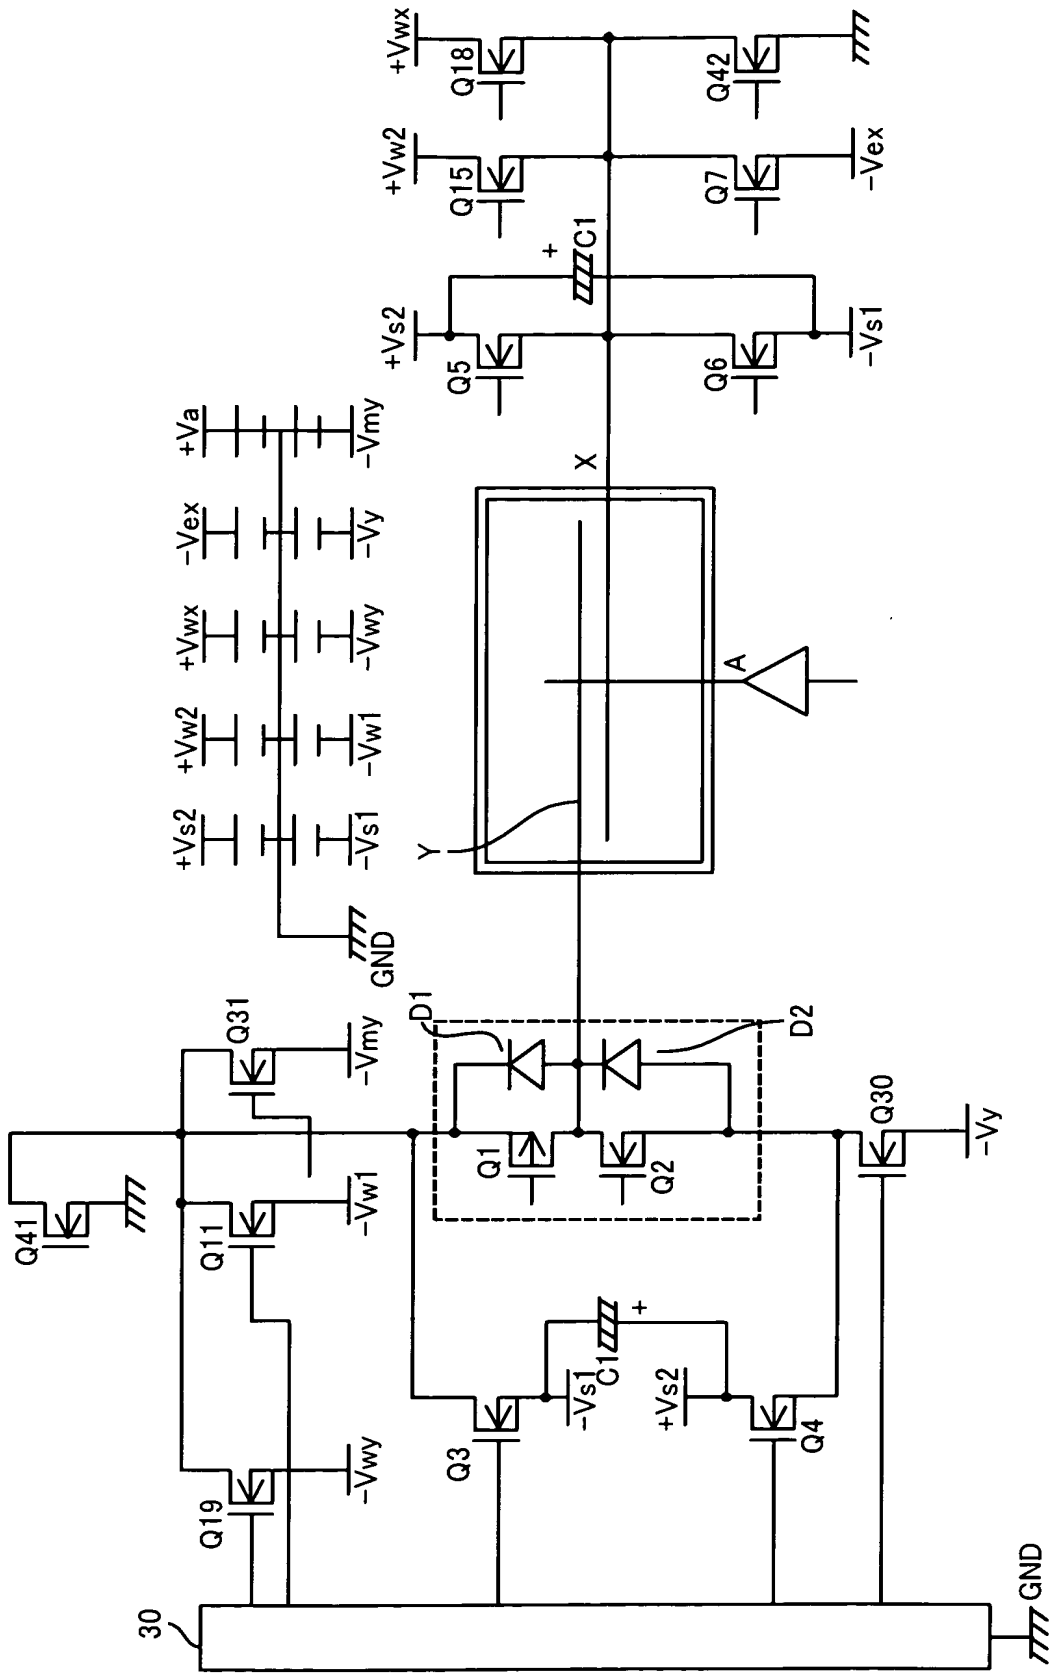 Q41
Q19
-Vwy
Q11
-Vw1
Q31
-Vmy
GND
+Vs2
-Vs1
+Vw2
-Vw1
+Vwx
-Vwy
-Vex
-Vy
+Va
-Vmy
30
GND
Q3
-Vs1
C1
+
+Vs2
Q4
Q1
Q2
D1
D2
Q30
-Vy
Y
A
X
+Vs2
Q5
Q6
-Vs1
+
C1
+Vw2
Q15
Q7
-Vex
+Vwx
Q18
Q42